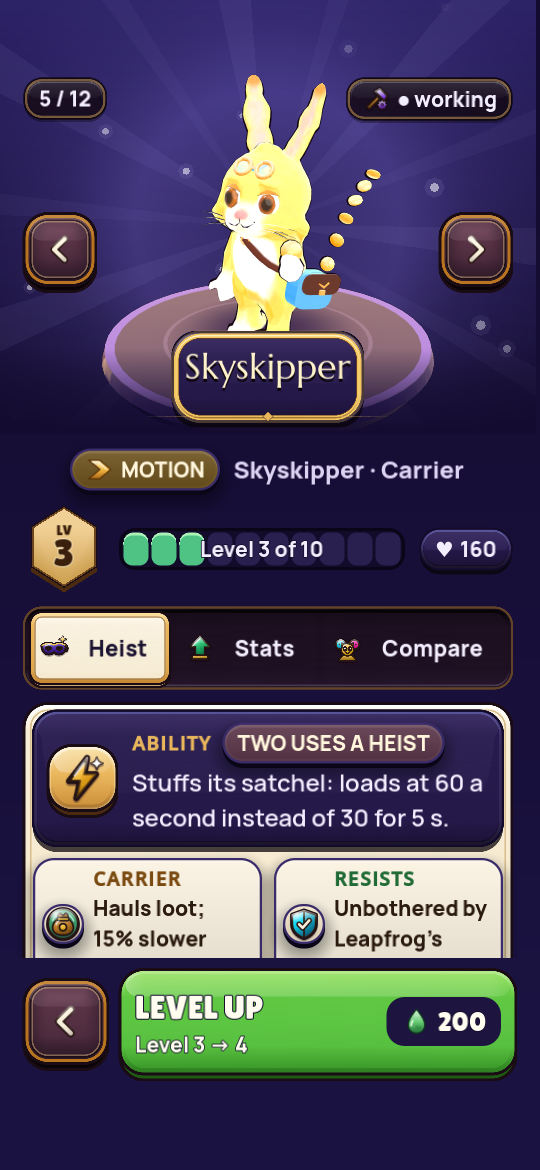 5 / 12
● working
Skyskipper
MOTION
Skyskipper · Carrier
LV
3
Level 3 of 10
♥ 160
Heist
Stats
Compare
ABILITY
TWO USES A HEIST
Stuffs its satchel: loads at 60 a
second instead of 30 for 5 s.
CARRIER
Hauls loot;
15% slower
RESISTS
Unbothered by
Leapfrog's
LEVEL UP
Level 3 → 4
200